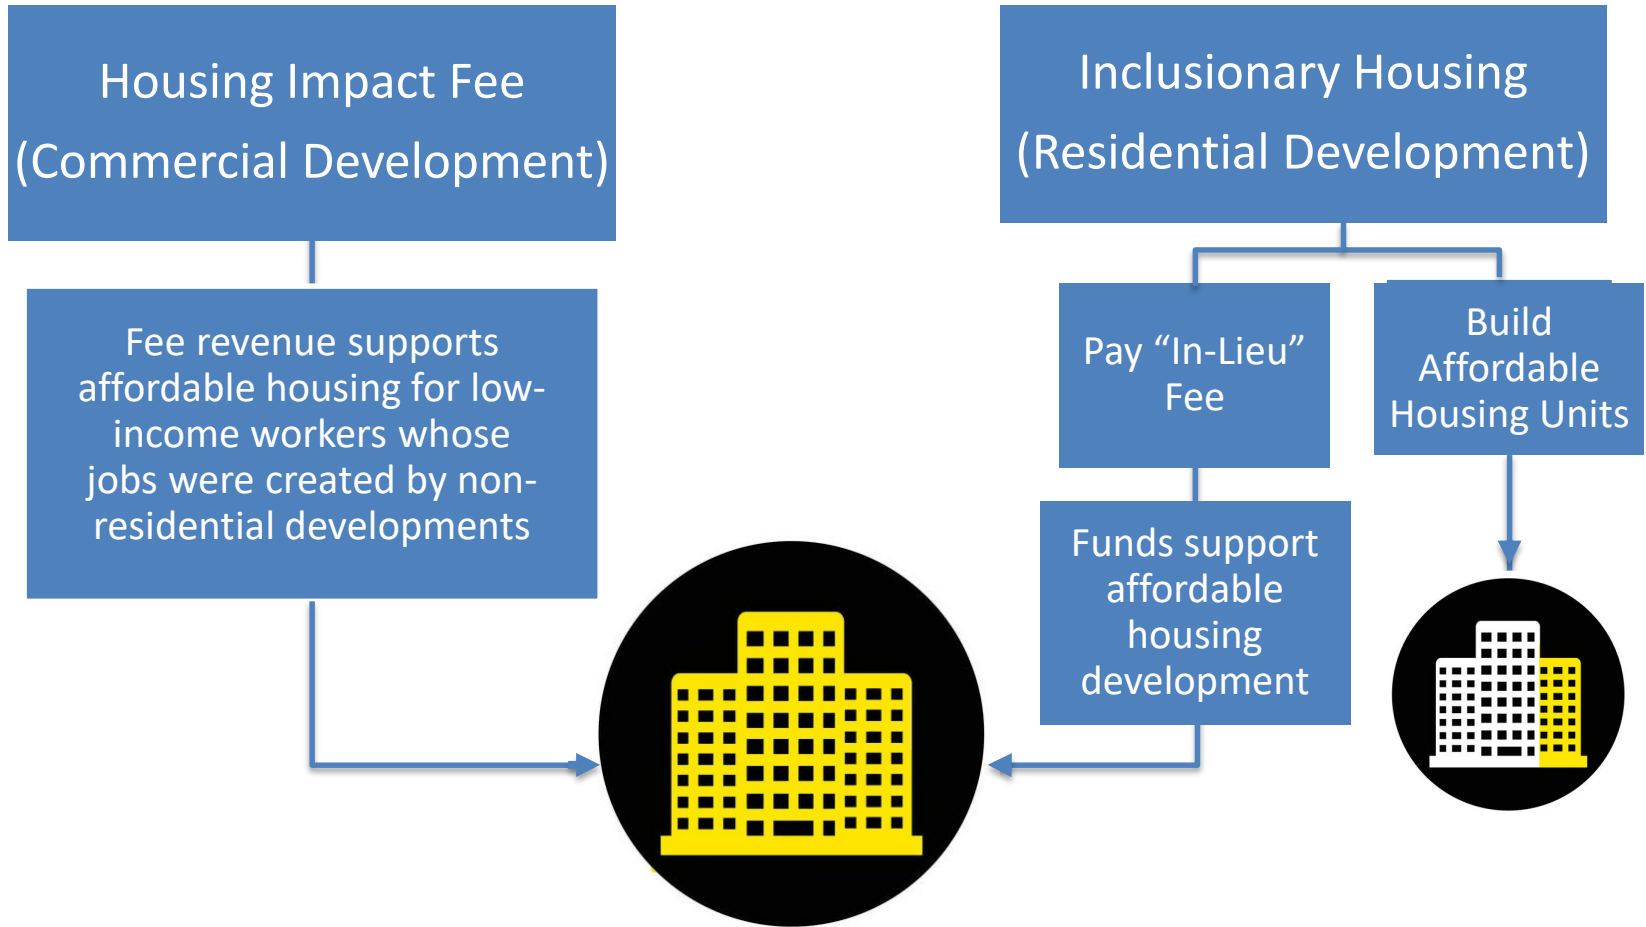 Housing Impact Fee
(Commercial Development)
Fee revenue supports
affordable housing for low-
income workers whose
jobs were created by non-
residential developments
Inclusionary Housing
(Residential Development)
Pay “In-Lieu”
Fee
Funds support
affordable
housing
development
Build
Affordable
Housing Units